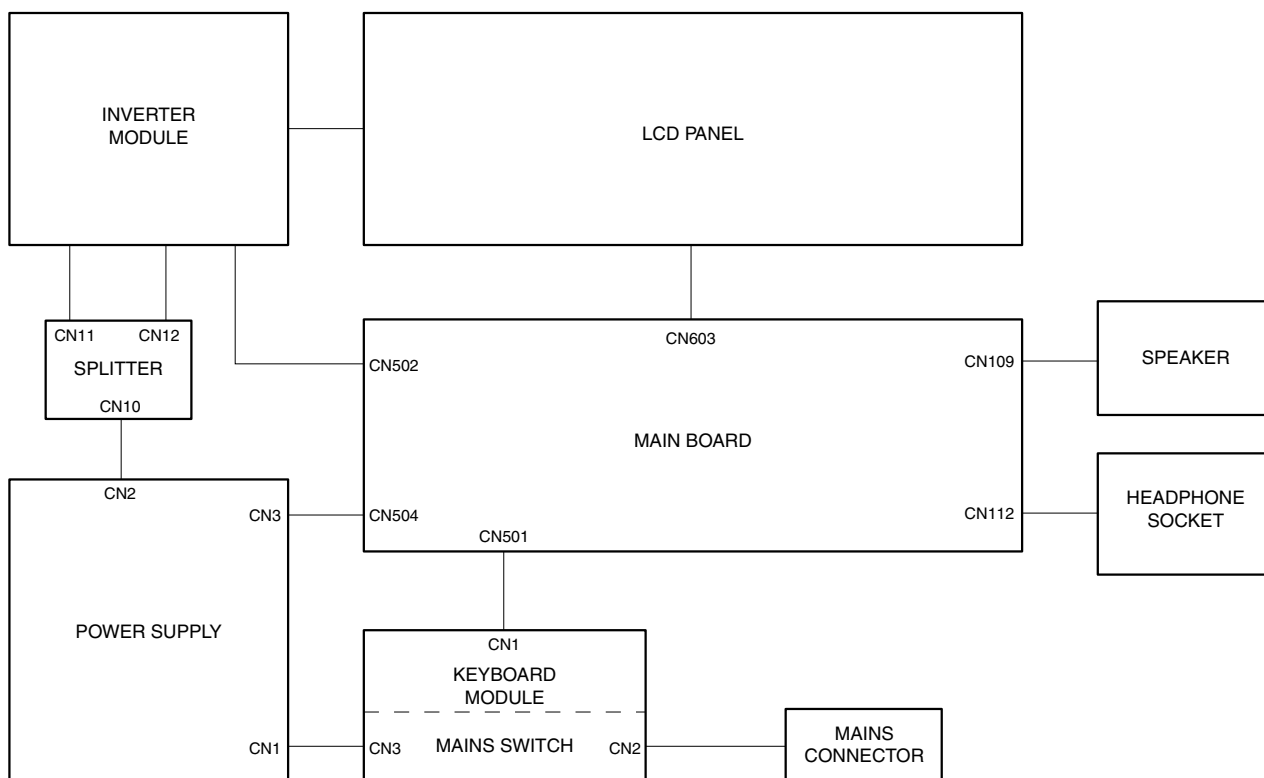 INVERTER
MODULE
LCD PANEL
CN11
CN12
SPLITTER
CN10
CN603
CN502
CN109
SPEAKER
MAIN BOARD
CN2
CN3
CN504
CN501
CN112
HEADPHONE
SOCKET
POWER SUPPLY
CN1
KEYBOARD
MODULE
CN1
CN3
MAINS SWITCH
CN2
MAINS
CONNECTOR